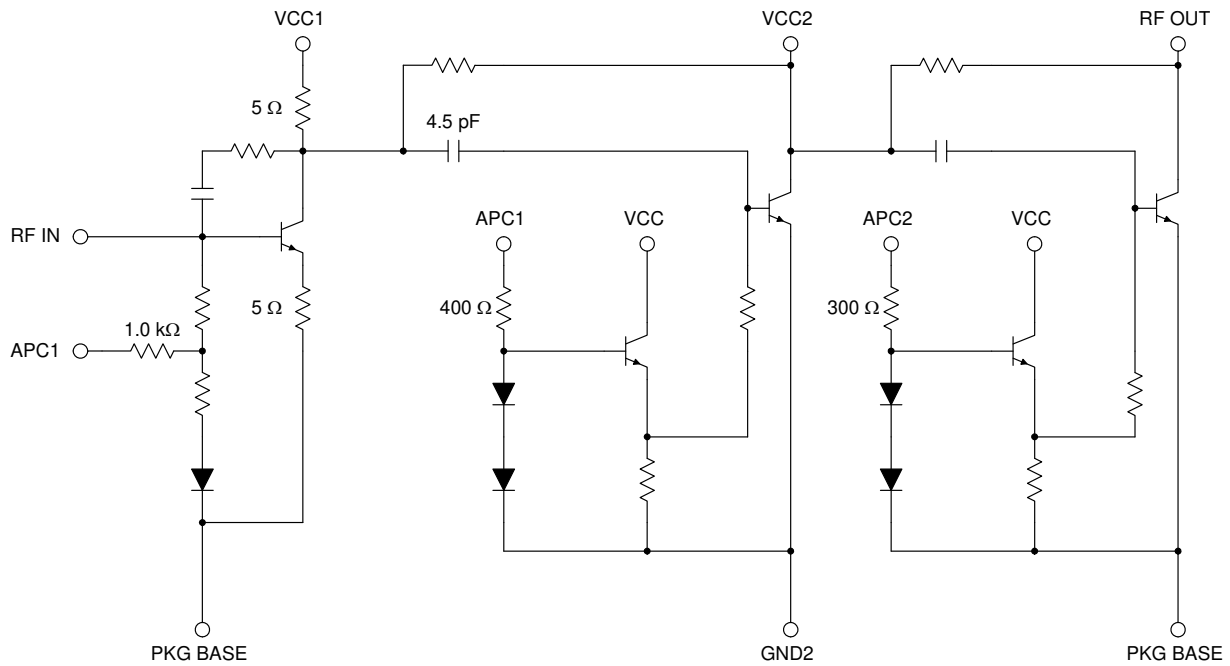 VCC1
VCC2
RF OUT
5 Ω
4.5 pF
APC1
VCC
APC2
VCC
RF IN
400 Ω
5 Ω
300 Ω
1.0 kΩ
APC1
PKG BASE
GND2
PKG BASE